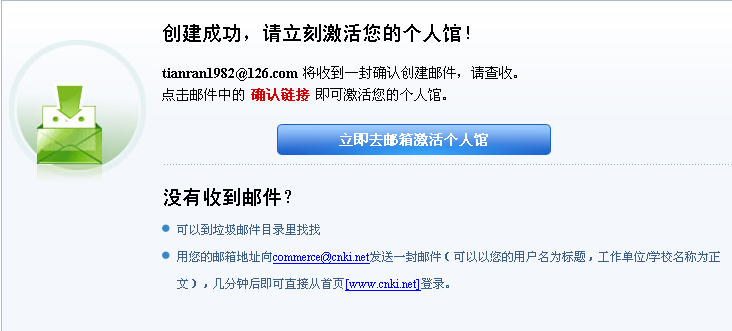 创建成功，请立刻激活您的个人馆！
tianran1982@126.com 将收到一封确认创建邮件，请查收。
点击邮件中的 确认链接 即可激活您的个人馆。
立即去邮箱激活个人馆
没有收到邮件？
可以到垃圾邮件目录里找找
用您的邮箱地址向commerce@cnki.net发送一封邮件（可以以您的用户名为标题，工作单位/学校名称为正
文），几分钟后即可直接从首页[www.cnki.net]登录。